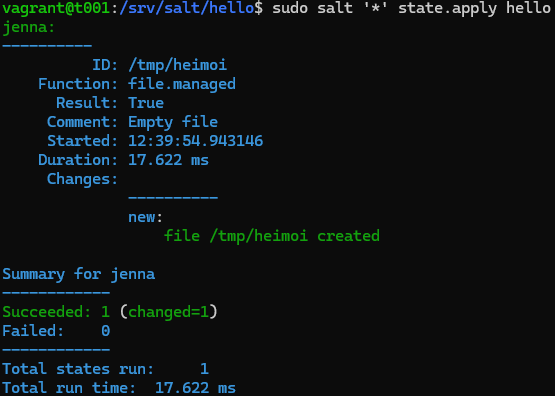 vagrant@t001:/srv/salt/hello$ sudo salt '*' state.apply hello
jenna:
----------
          ID: /tmp/heimoi
    Function: file.managed
      Result: True
     Comment: Empty file
     Started: 12:39:54.943146
    Duration: 17.622 ms
     Changes:
              ----------
              new:
                  file /tmp/heimoi created

Summary for jenna
------------
Succeeded: 1 (changed=1)
Failed:    0
------------
Total states run:     1
Total run time:  17.622 ms